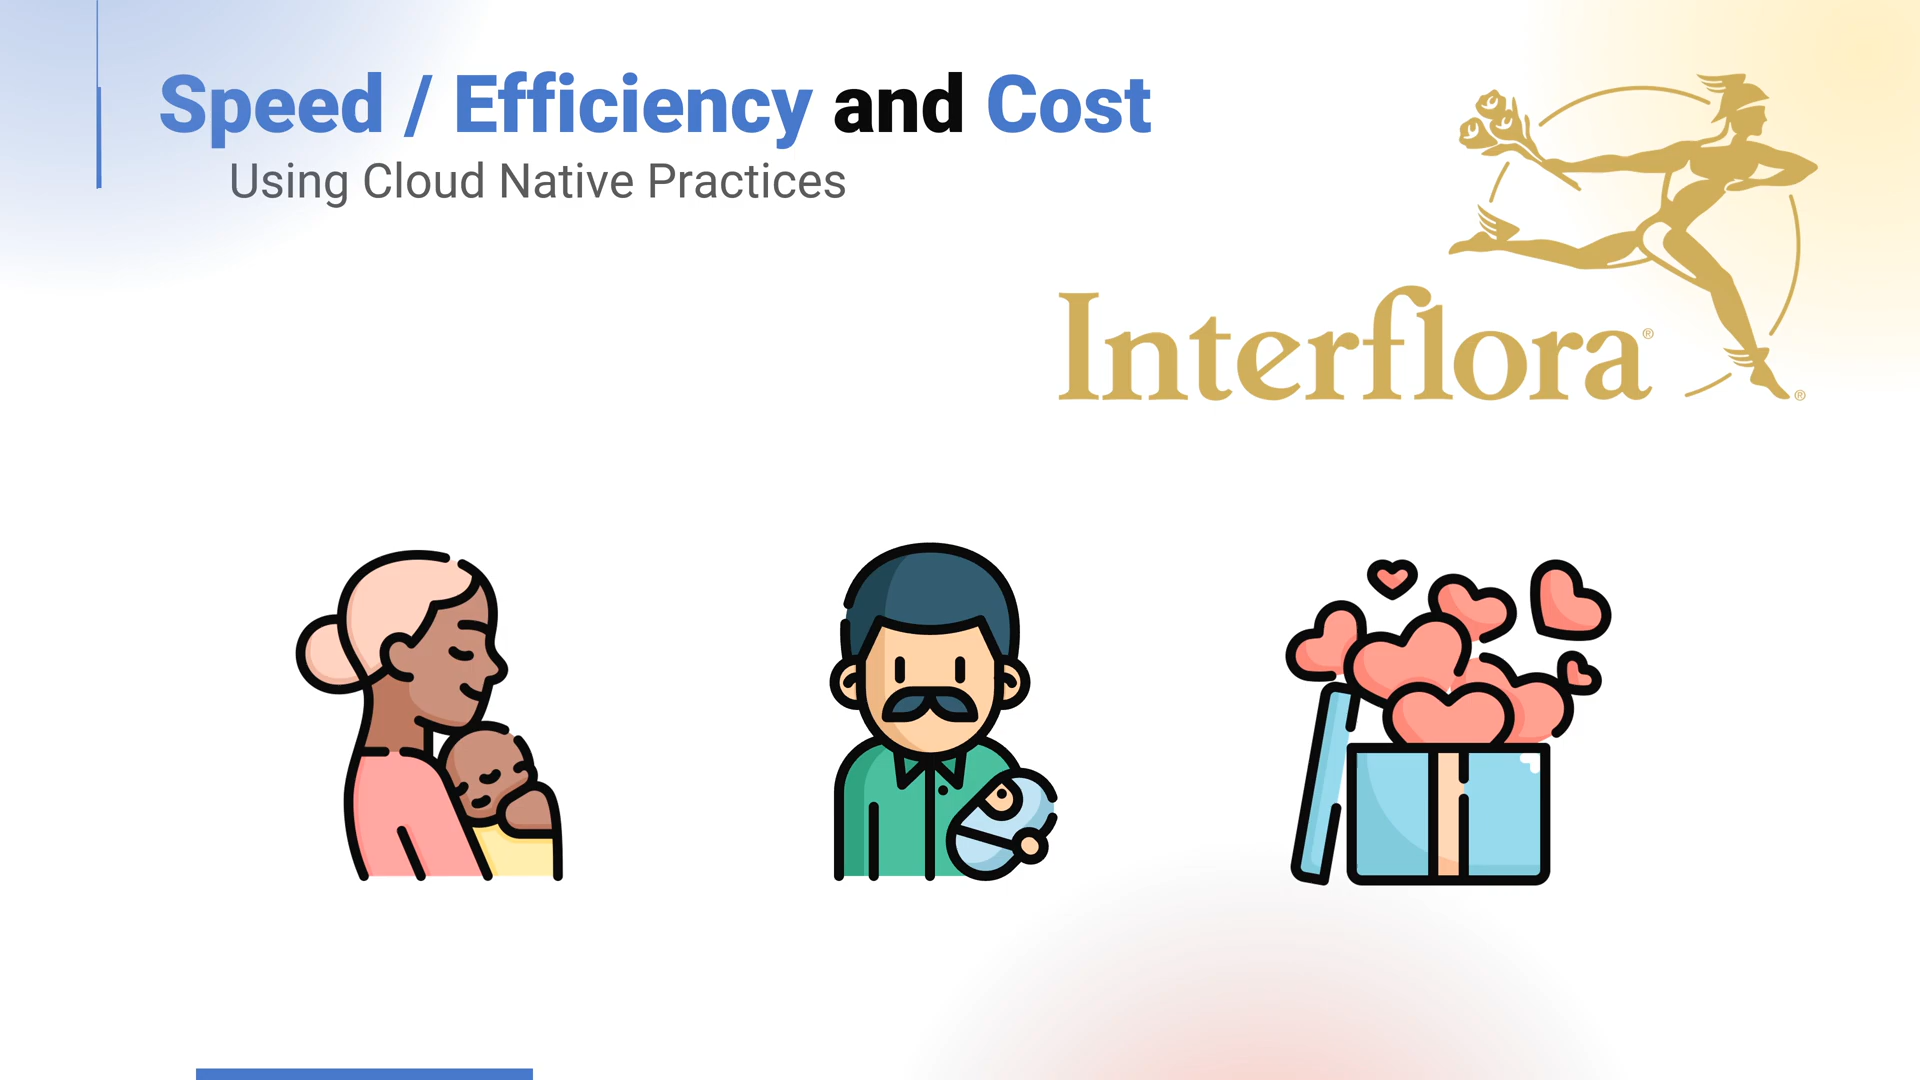 Speed / Efficiency and Cost
Using Cloud Native Practices
Interflora®
®